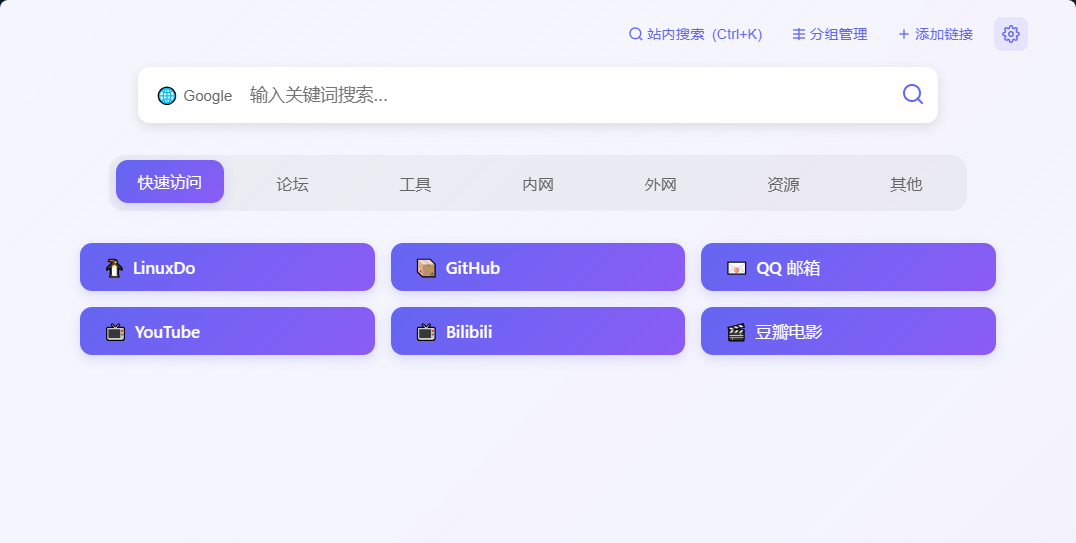 站内搜索 (Ctrl+K) 分组管理 添加链接
Google 输入关键词搜索...
快速访问 论坛 工具 内网 外网 资源 其他
LinuxDo GitHub QQ 邮箱
YouTube Bilibili 豆瓣电影